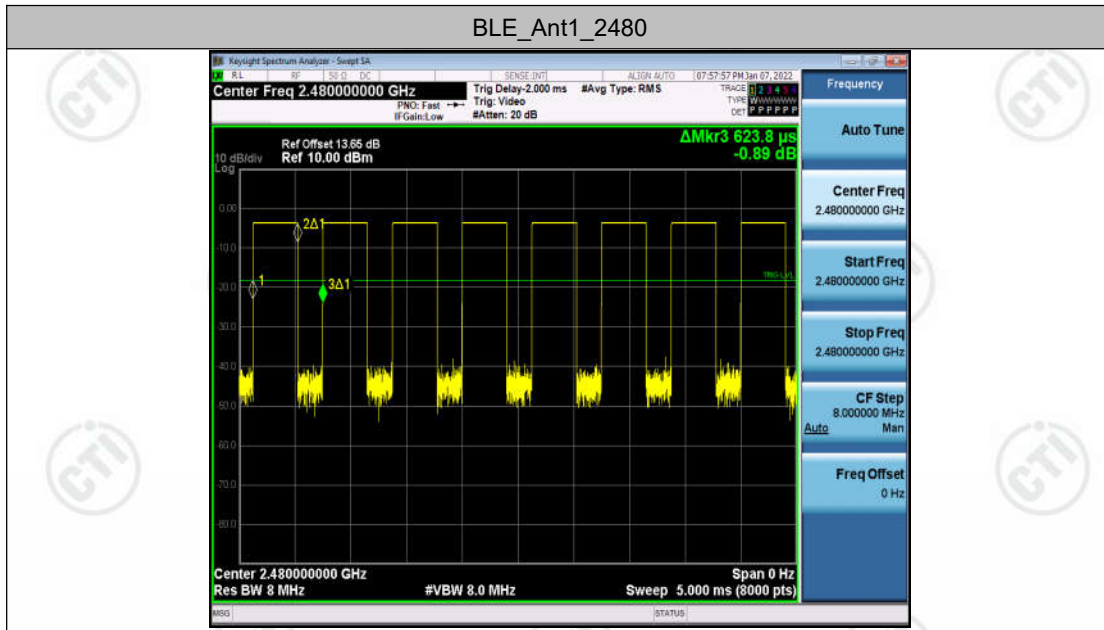 BLE_Ant1_2480
CTI
CTI
Keysight Spectrum Analyzer - Swept SA
RL RF 50 Ω DC SENSE:INT ALIGN AUTO 07:57:57 PM Jan 07, 2022
Center Freq 2.480000000 GHz
PNO: Fast
IFGain:Low
Trig Delay-2.000 ms
Trig: Video
#Atten: 20 dB
#Avg Type: RMS
TRACE 1 2 3 4 5 6
TYPE WWWWWW
DET P P P P P P
Frequency
Auto Tune
Center Freq
2.480000000 GHz
Start Freq
2.480000000 GHz
Stop Freq
2.480000000 GHz
CF Step
8.000000 MHz
Auto Man
Freq Offset
0 Hz
ΔMkr3 623.8 µs
-0.89 dB
Ref Offset 13.65 dB
10 dB/div Ref 10.00 dBm
Log
0.00
-10.0
-20.0
-30.0
-40.0
-50.0
-60.0
-70.0
-80.0
2Δ1
1
3Δ1
TRIG LVL
Center 2.480000000 GHz Span 0 Hz
Res BW 8 MHz #VBW 8.0 MHz Sweep 5.000 ms (8000 pts)
MSG STATUS
CTI
CTI